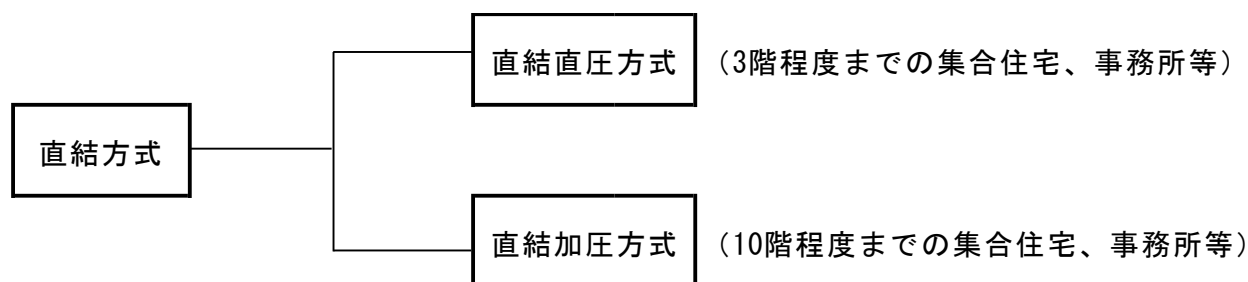 直結直圧方式 （3階程度までの集合住宅、事務所等）
直結方式
直結加圧方式 （10階程度までの集合住宅、事務所等）